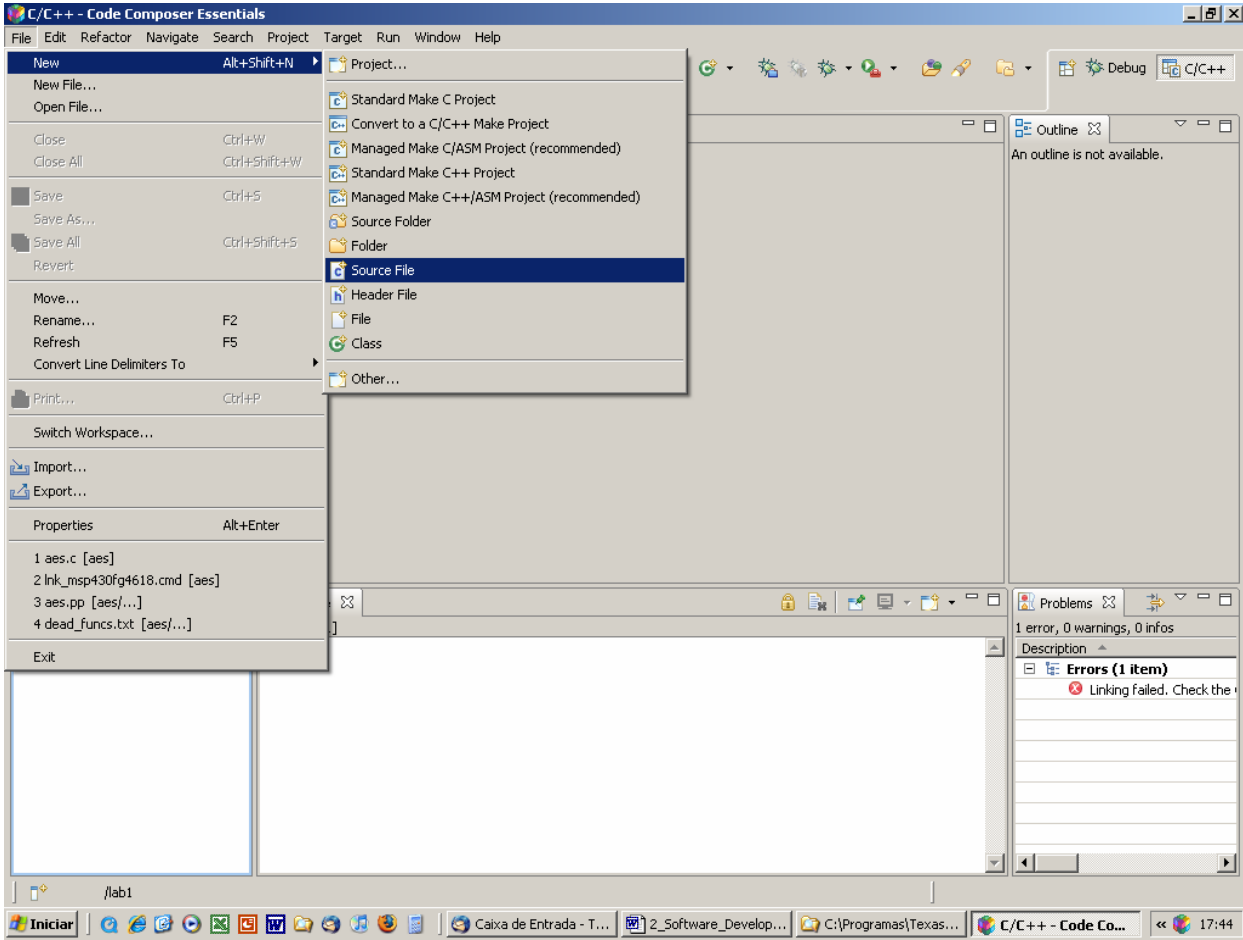 C/C++ - Code Composer Essentials
File Edit Refactor Navigate Search Project Target Run Window Help
New Alt+Shift+N
New File...
Open File...
Close Ctrl+W
Close All Ctrl+Shift+W
Save Ctrl+S
Save As...
Save All Ctrl+Shift+S
Revert
Move...
Rename... F2
Refresh F5
Convert Line Delimiters To
Print... Ctrl+P
Switch Workspace...
Import...
Export...
Properties Alt+Enter
1 aes.c [aes]
2 lnk_msp430fg4618.cmd [aes]
3 aes.pp [aes/...]
4 dead_funcs.txt [aes/...]
Exit
Project...
Standard Make C Project
Convert to a C/C++ Make Project
Managed Make C/ASM Project (recommended)
Standard Make C++ Project
Managed Make C++/ASM Project (recommended)
Source Folder
Folder
Source File
Header File
File
Class
Other...
Debug C/C++
Outline
An outline is not available.
]
Problems
1 error, 0 warnings, 0 infos
Description
Errors (1 item)
Linking failed. Check the
/lab1
Iniciar Caixa de Entrada - T... 2_Software_Develop... C:\Programas\Texas... C/C++ - Code Co... « 17:44